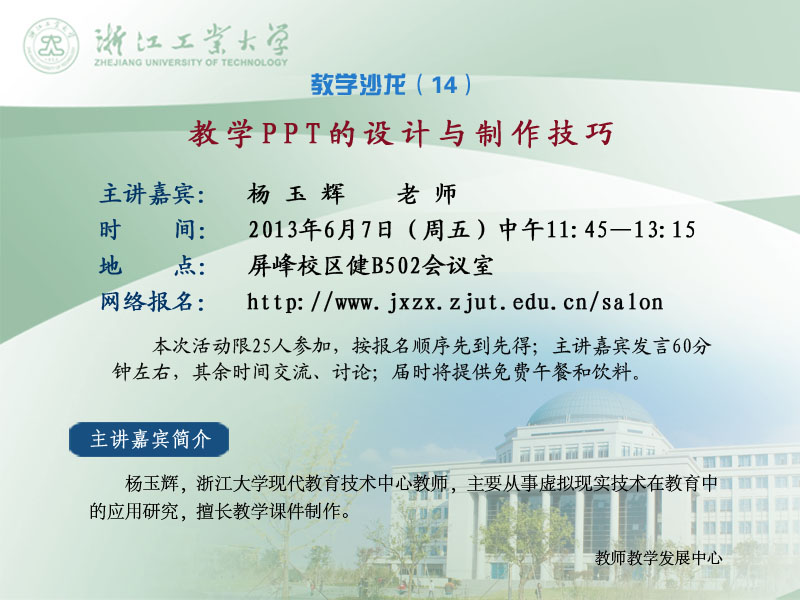 浙江工业大学
ZHEJIANG UNIVERSITY OF TECHNOLOGY
教学沙龙（14）
教学PPT的设计与制作技巧
主讲嘉宾： 杨玉辉 老师
时 间： 2013年6月7日（周五）中午11:45—13:15
地 点： 屏峰校区健B502会议室
网络报名： http://www.jxzx.zjut.edu.cn/salon
本次活动限25人参加，按报名顺序先到先得；主讲嘉宾发言60分
钟左右，其余时间交流、讨论；届时将提供免费午餐和饮料。
主讲嘉宾简介
杨玉辉，浙江大学现代教育技术中心教师，主要从事虚拟现实技术在教育中
的应用研究，擅长教学课件制作。
教师教学发展中心